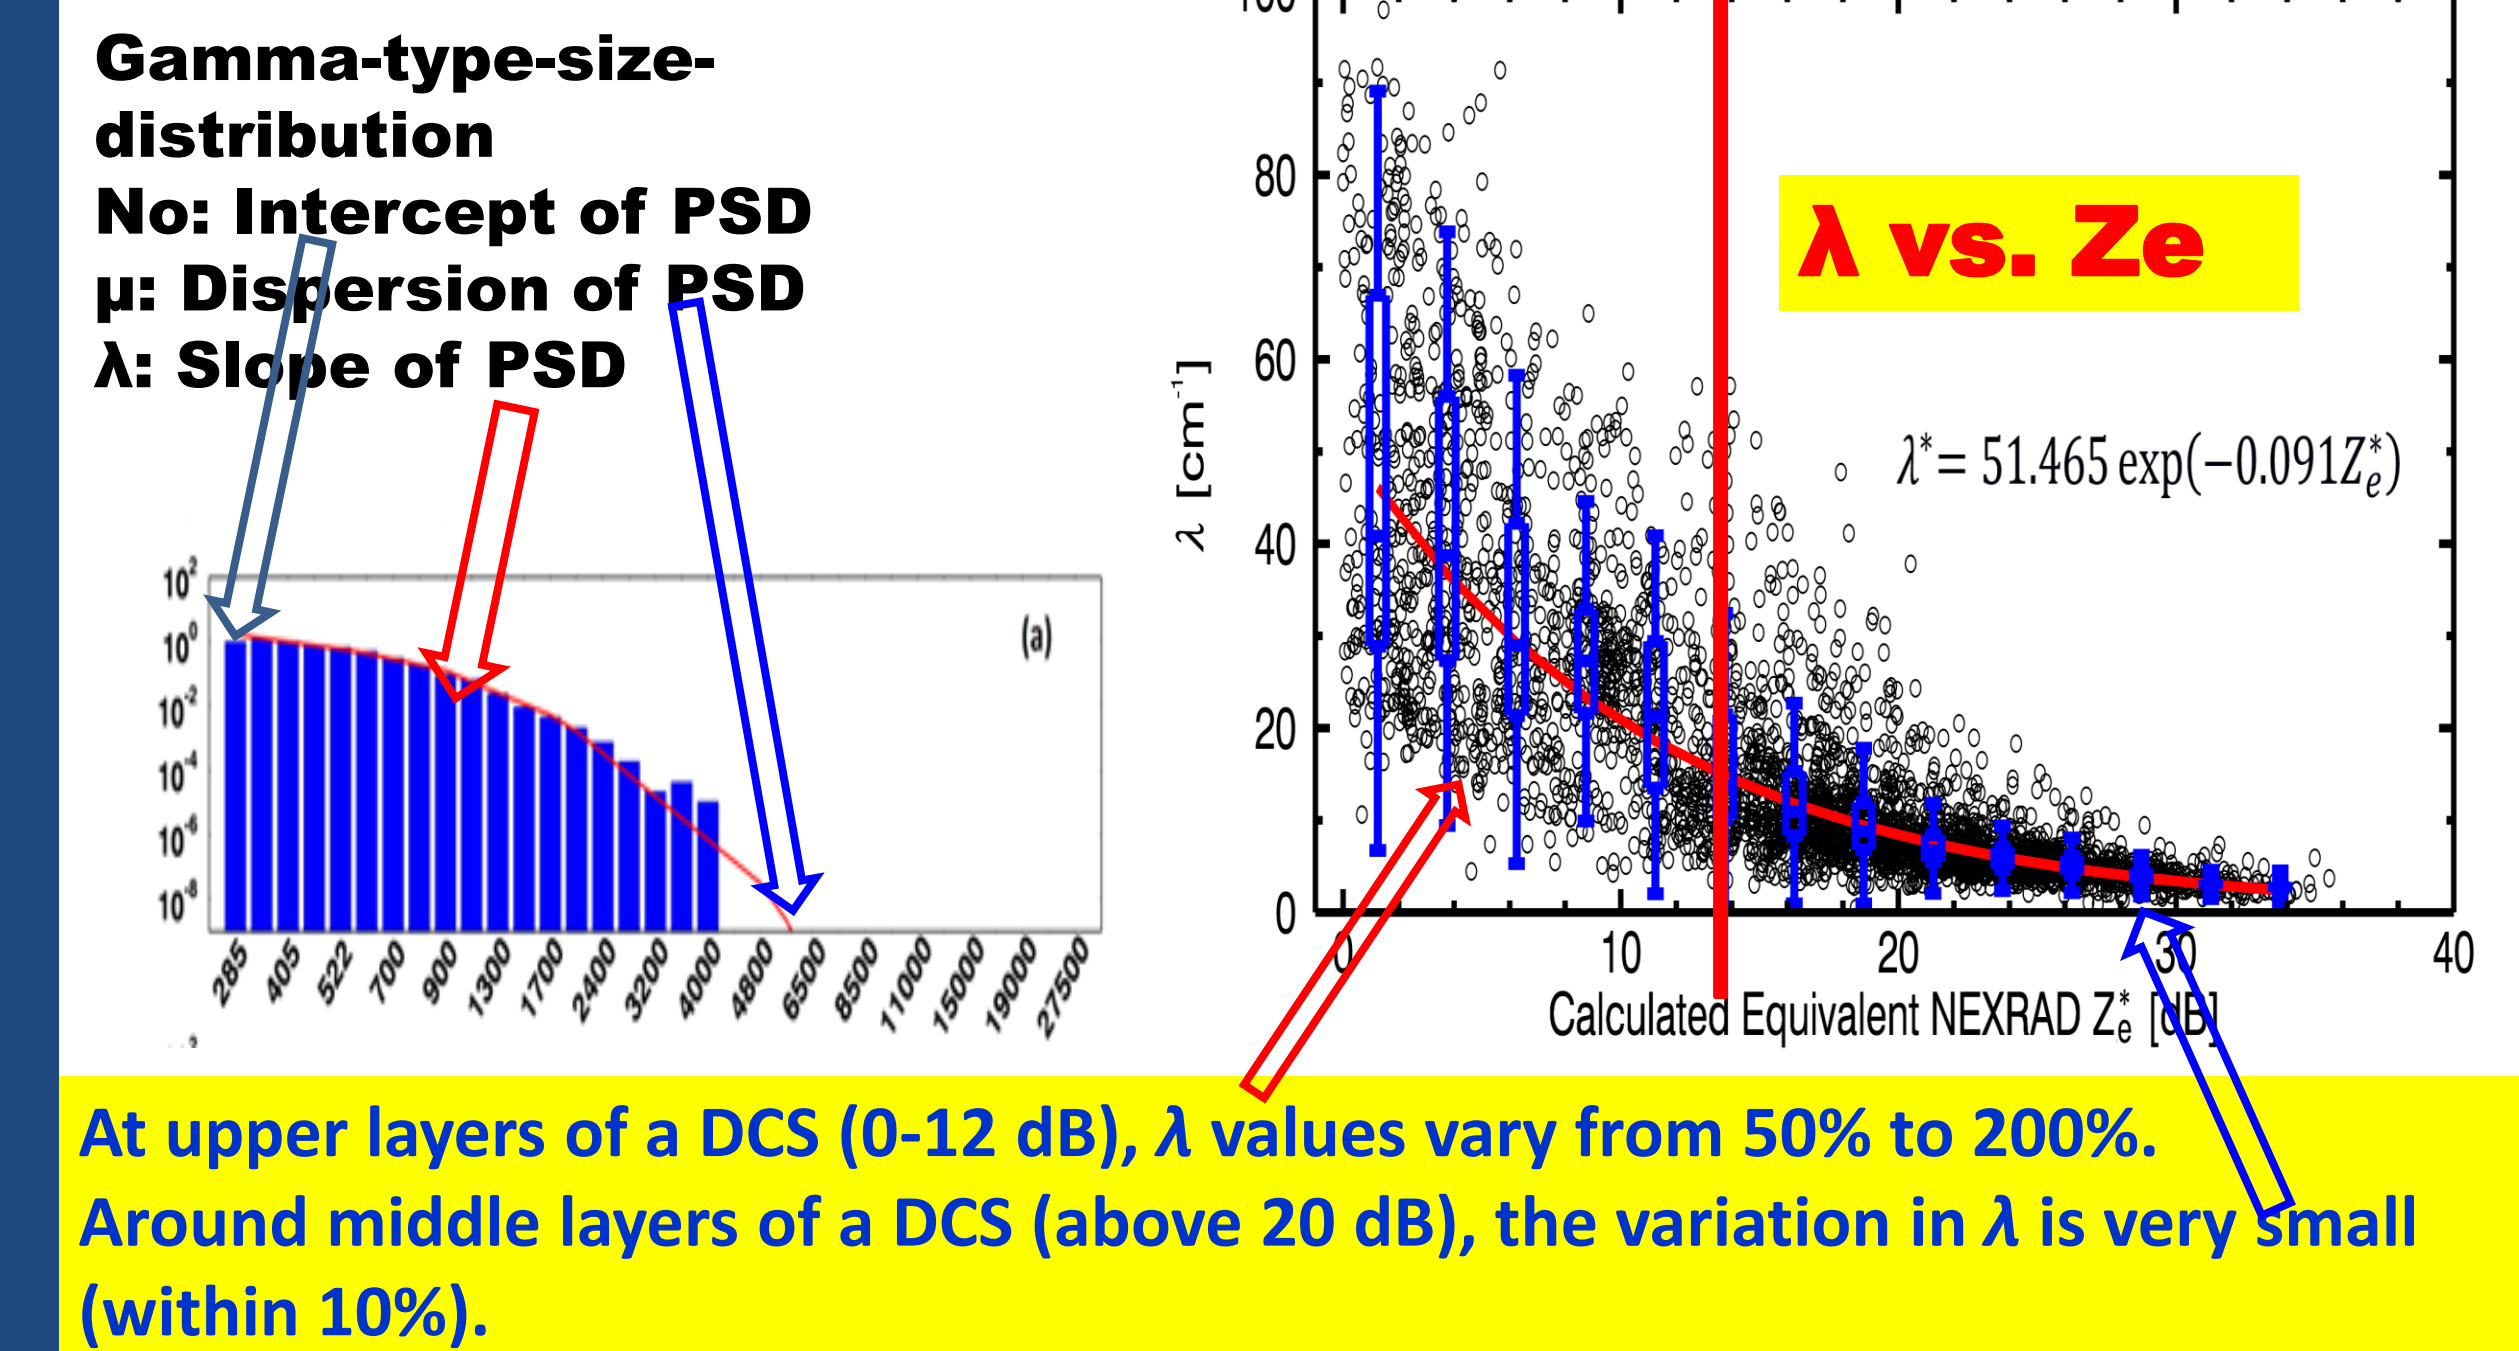 Gamma-type-size-
distribution
No: Intercept of PSD
µ: Dispersion of PSD
λ: Slope of PSD
10²
10⁰
10⁻²
10⁻⁴
10⁻⁶
10⁻⁸
(a)
285 405 522 700 900 1300 1700 2400 3200 4000 4800 6500 8500 11000 15000 19000 27500
λ vs. Ze
λ* = 51.465 exp(−0.091Zₑ*)
λ [cm⁻¹]
100
80
60
40
20
0
0 10 20 30 40
Calculated Equivalent NEXRAD Zₑ* [dB]
At upper layers of a DCS (0-12 dB), λ values vary from 50% to 200%.
Around middle layers of a DCS (above 20 dB), the variation in λ is very small
(within 10%).